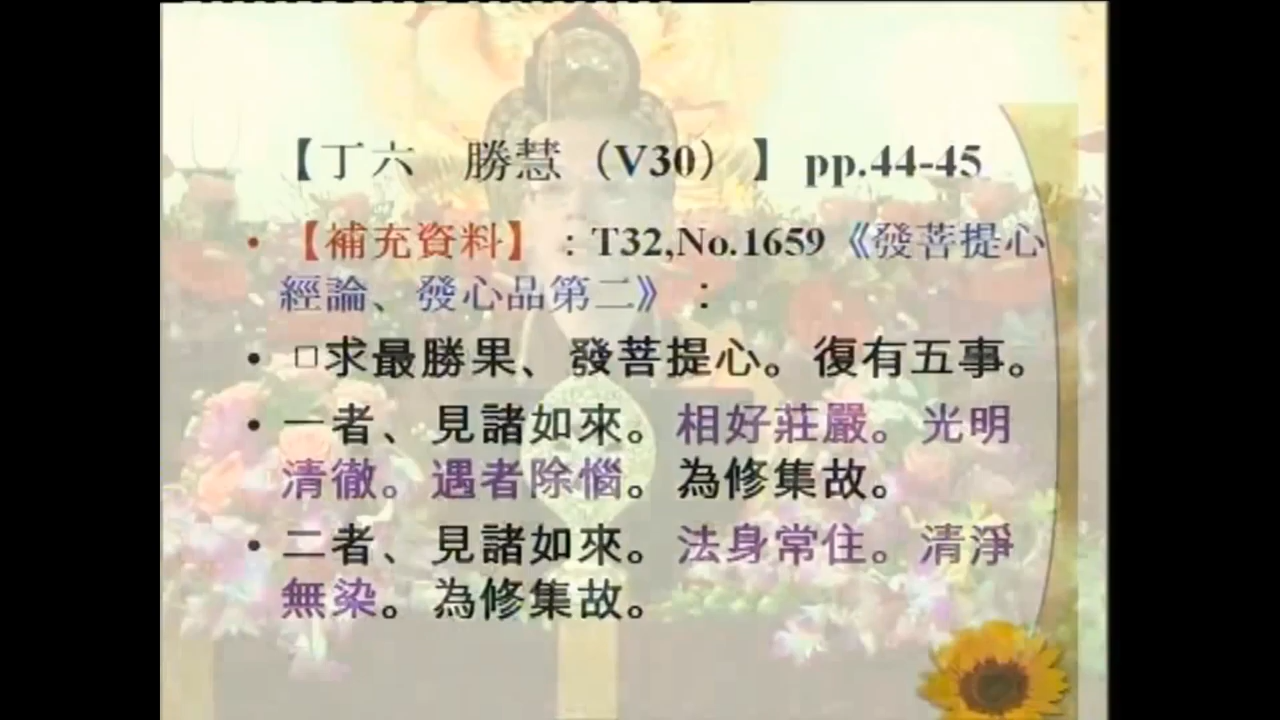 【丁六　勝慧（V30）】pp.44-45
• 【補充資料】：T32,No.1659《發菩提心
經論、發心品第二》：
• □求最勝果、發菩提心。復有五事。
• 一者、見諸如來。相好莊嚴。光明
清徹。遇者除惱。為修集故。
• 二者、見諸如來。法身常住。清淨
無染。為修集故。